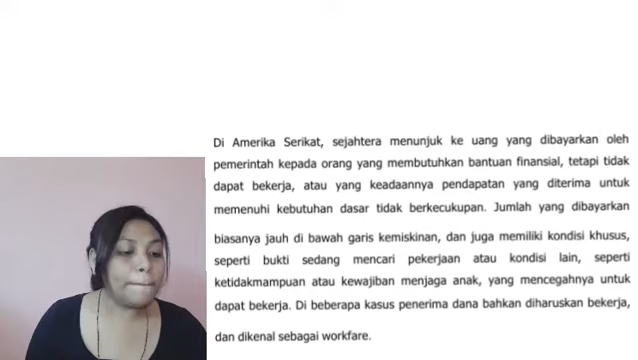 Di Amerika Serikat, sejahtera menunjuk ke uang yang dibayarkan oleh
pemerintah kepada orang yang membutuhkan bantuan finansial, tetapi tidak
dapat bekerja, atau yang keadaannya pendapatan yang diterima untuk
memenuhi kebutuhan dasar tidak berkecukupan. Jumlah yang dibayarkan
biasanya jauh di bawah garis kemiskinan, dan juga memiliki kondisi khusus,
seperti bukti sedang mencari pekerjaan atau kondisi lain, seperti
ketidakmampuan atau kewajiban menjaga anak, yang mencegahnya untuk
dapat bekerja. Di beberapa kasus penerima dana bahkan diharuskan bekerja,
dan dikenal sebagai workfare.